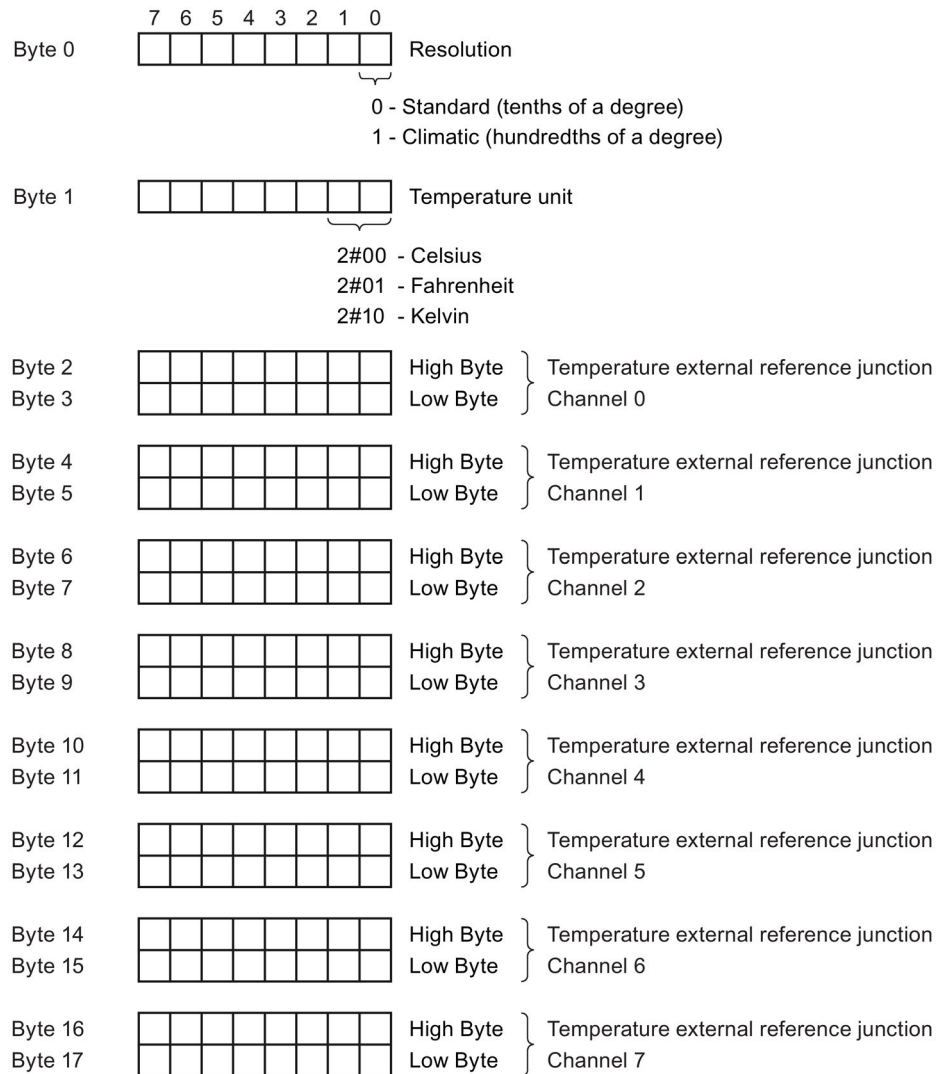 7 6 5 4 3 2 1 0
Byte 0 Resolution
0 - Standard (tenths of a degree)
1 - Climatic (hundredths of a degree)
Byte 1 Temperature unit
2#00 - Celsius
2#01 - Fahrenheit
2#10 - Kelvin
Byte 2 High Byte Temperature external reference junction
Byte 3 Low Byte Channel 0
Byte 4 High Byte Temperature external reference junction
Byte 5 Low Byte Channel 1
Byte 6 High Byte Temperature external reference junction
Byte 7 Low Byte Channel 2
Byte 8 High Byte Temperature external reference junction
Byte 9 Low Byte Channel 3
Byte 10 High Byte Temperature external reference junction
Byte 11 Low Byte Channel 4
Byte 12 High Byte Temperature external reference junction
Byte 13 Low Byte Channel 5
Byte 14 High Byte Temperature external reference junction
Byte 15 Low Byte Channel 6
Byte 16 High Byte Temperature external reference junction
Byte 17 Low Byte Channel 7